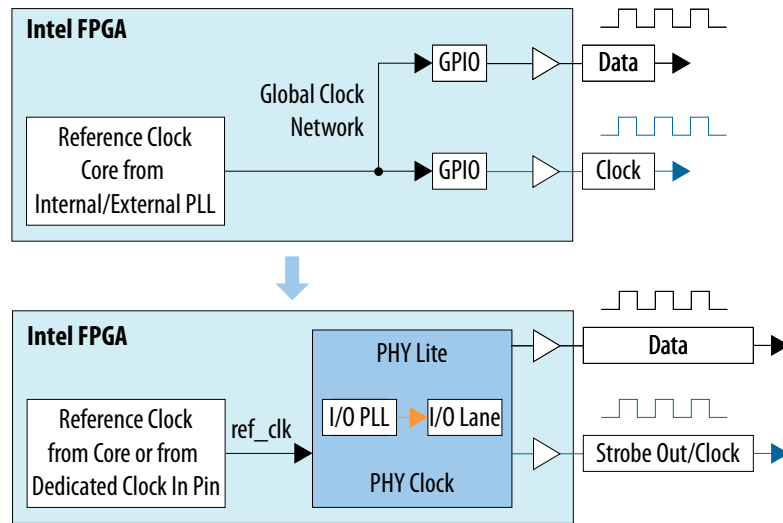 Intel FPGA
GPIO
Data
Global Clock
Network
Reference Clock
Core from
Internal/External PLL
GPIO
Clock
Intel FPGA
PHY Lite
Data
Reference Clock
from Core or from
Dedicated Clock In Pin
ref_clk
I/O PLL
I/O Lane
Strobe Out/Clock
PHY Clock